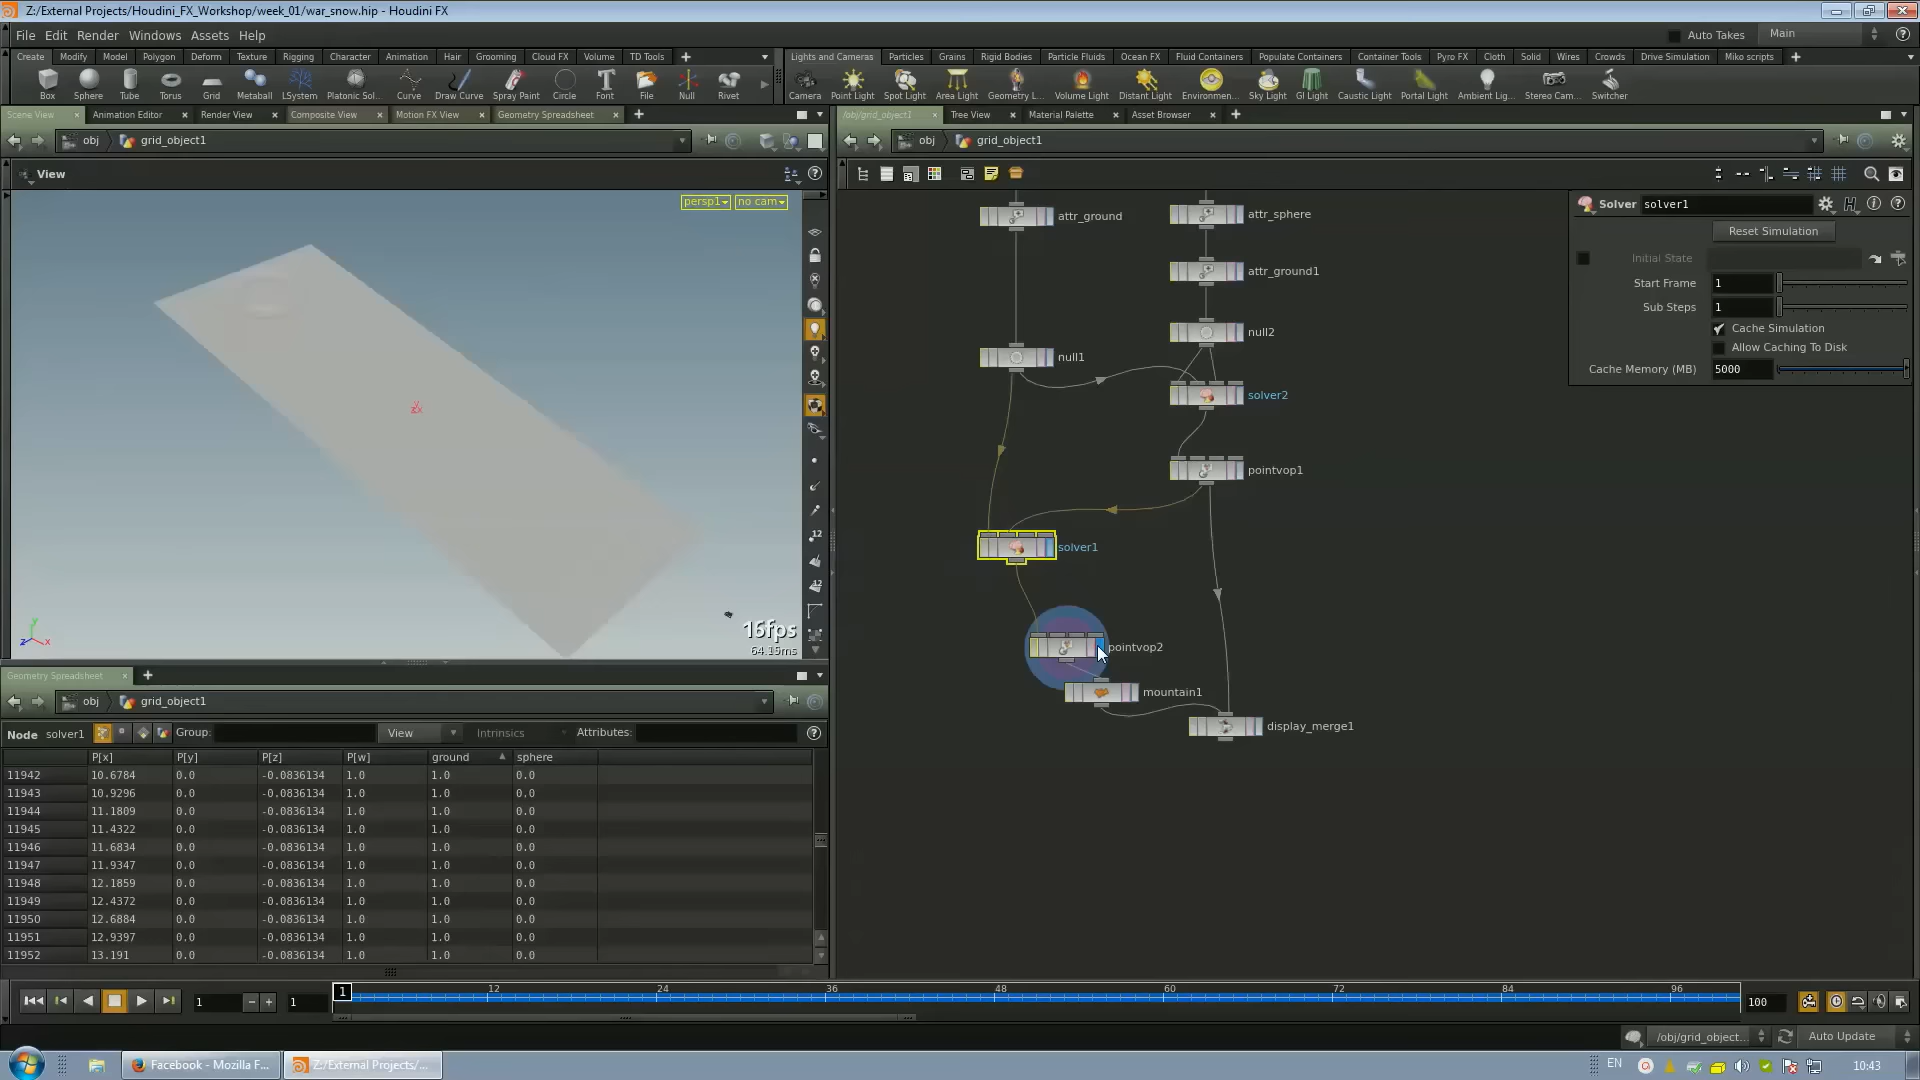 Z:/External Projects/Houdini_FX_Workshop/week_01/war_snow.hip - Houdini FX
File Edit Render Windows Assets Help
Auto Takes Main
Create Modify Model Polygon Deform Texture Rigging Character Animation Hair Grooming Cloud FX Volume TD Tools
Lights and Cameras Particles Grains Rigid Bodies Particle Fluids Ocean FX Fluid Containers Populate Containers Container Tools Pyro FX Cloth Solid Wires Crowds Drive Simulation Miko scripts
Box Sphere Tube Torus Grid Metaball LSystem Platonic Sol... Curve Draw Curve Spray Paint Circle Font File Null Rivet
Camera Point Light Spot Light Area Light Geometry L... Volume Light Distant Light Environmen... Sky Light GI Light Caustic Light Portal Light Ambient Lig... Stereo Cam... Switcher
Scene View Animation Editor Render View Composite View Motion FX View Geometry Spreadsheet
/obj/grid_object1 Tree View Material Palette Asset Browser
obj grid_object1
obj grid_object1
View
persp1 no cam
16fps
64.15ms
attr_ground
attr_sphere
attr_ground1
null2
null1
solver2
pointvop1
solver1
pointvop2
mountain1
display_merge1
Solver solver1
Reset Simulation
Initial State
Start Frame 1
Sub Steps 1
Cache Simulation
Allow Caching To Disk
Cache Memory (MB) 5000
Geometry Spreadsheet
obj grid_object1
Node solver1 Group: View Intrinsics Attributes:
P[x] P[y] P[z] P[w] ground sphere
11942 10.6784 0.0 -0.0836134 1.0 1.0 0.0
11943 10.9296 0.0 -0.0836134 1.0 1.0 0.0
11944 11.1809 0.0 -0.0836134 1.0 1.0 0.0
11945 11.4322 0.0 -0.0836134 1.0 1.0 0.0
11946 11.6834 0.0 -0.0836134 1.0 1.0 0.0
11947 11.9347 0.0 -0.0836134 1.0 1.0 0.0
11948 12.1859 0.0 -0.0836134 1.0 1.0 0.0
11949 12.4372 0.0 -0.0836134 1.0 1.0 0.0
11950 12.6884 0.0 -0.0836134 1.0 1.0 0.0
11951 12.9397 0.0 -0.0836134 1.0 1.0 0.0
11952 13.191 0.0 -0.0836134 1.0 1.0 0.0
1 1 1 12 24 36 48 60 72 84 96 100
/obj/grid_object... Auto Update
Facebook - Mozilla F... Z:/External Projects/... EN 10:43